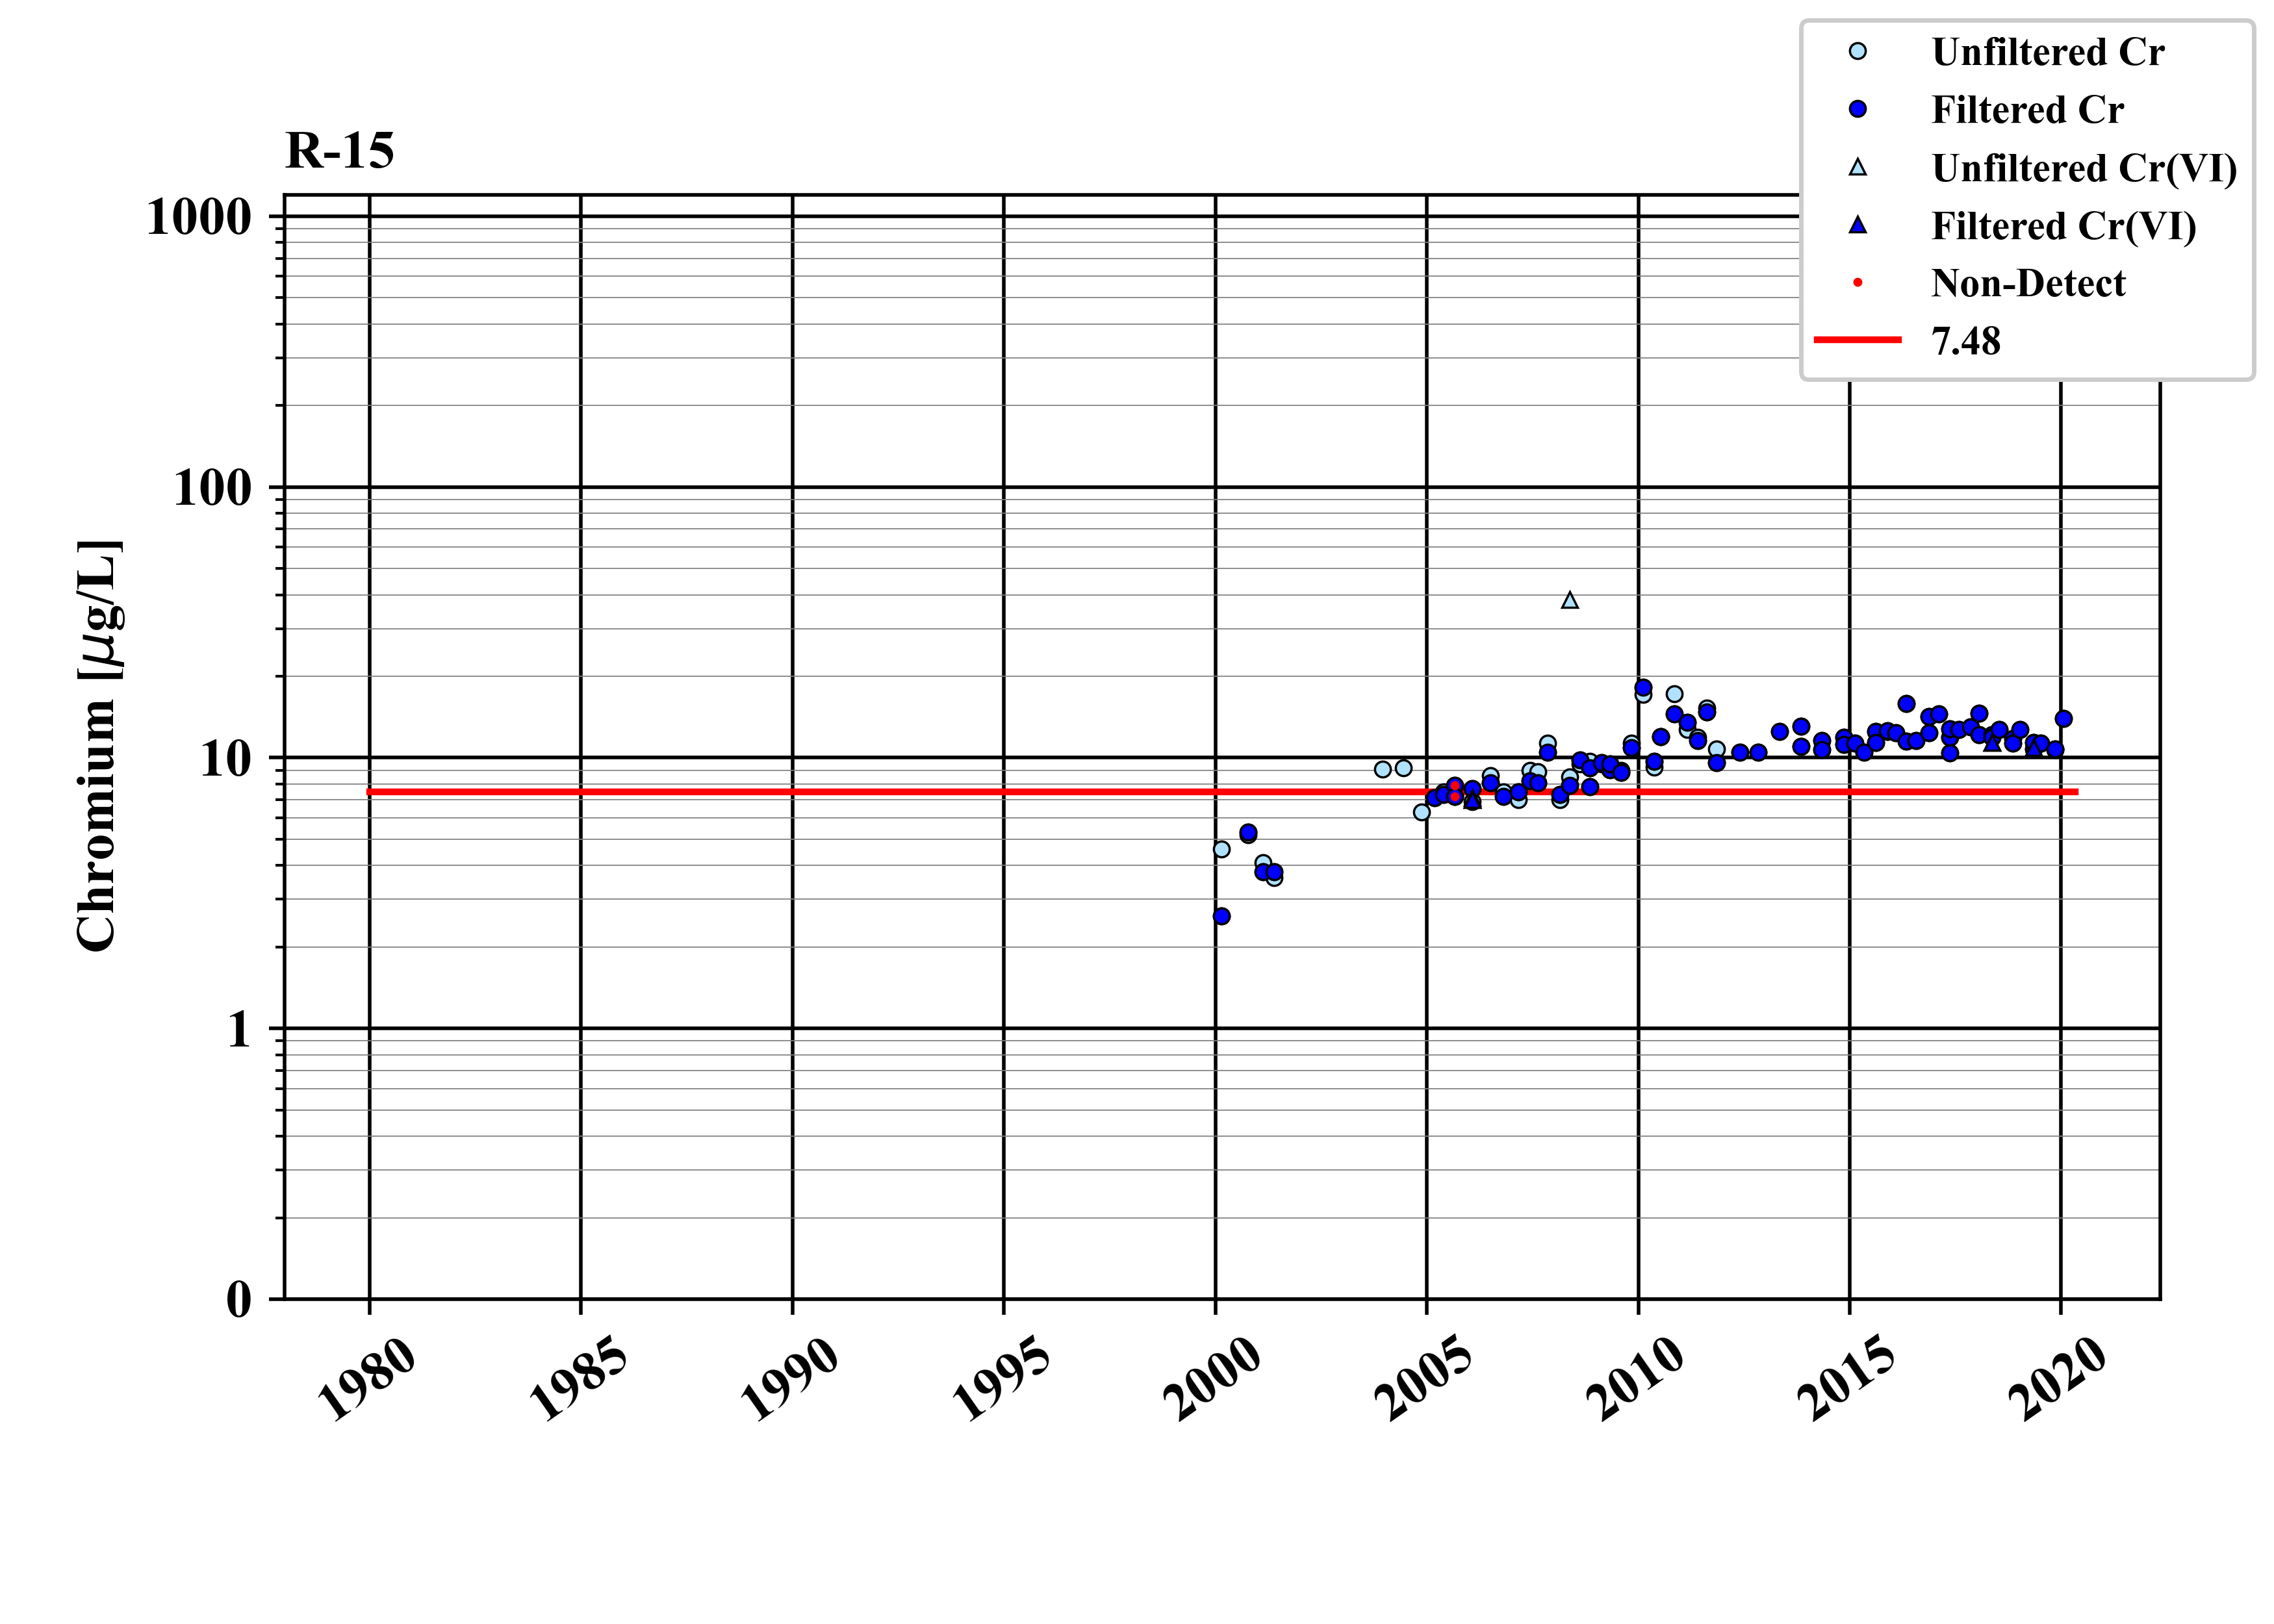 Unfiltered Cr
Filtered Cr
Unfiltered Cr(VI)
Filtered Cr(VI)
Non-Detect
7.48
R-15
1000
100
10
1
0
Chromium [μg/L]
1980
1985
1990
1995
2000
2005
2010
2015
2020